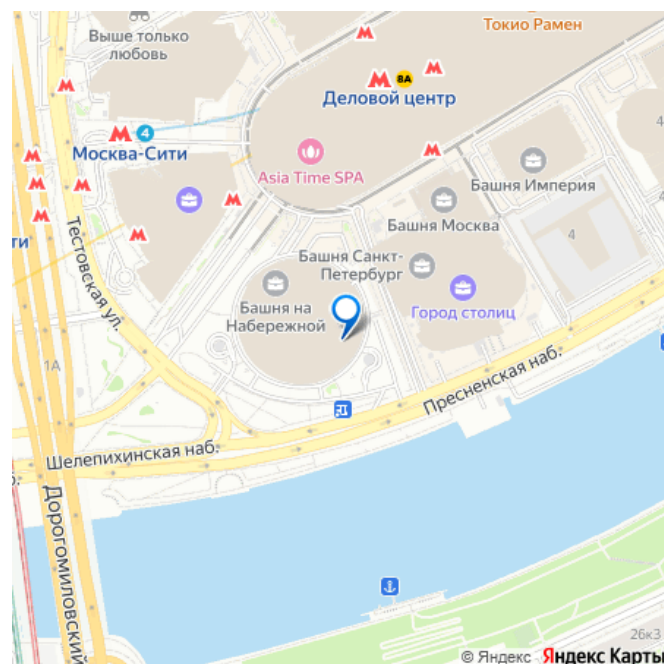 Выше только
любовь
Токио Рамен
8А
Деловой центр
4
Москва-Сити
Asia Time SPA
Башня Империя
4
Башня Москва
4
ти
Тестовская ул.
Башня Санкт-
Петербург
Башня на
Набережной
Город столиц
1А
Пресненская наб.
Шелепихинская наб.
б.
Дорогомиловский
26к3
© Яндекс Яндекс Карты